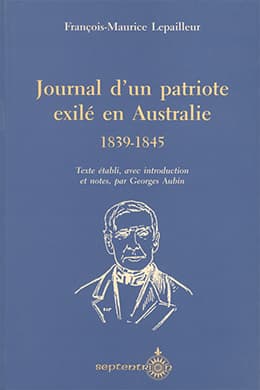 François-Maurice Lepailleur
Journal d'un patriote
exilé en Australie
1839-1845
Texte établi, avec introduction
et notes, par Georges Aubin
septentrion